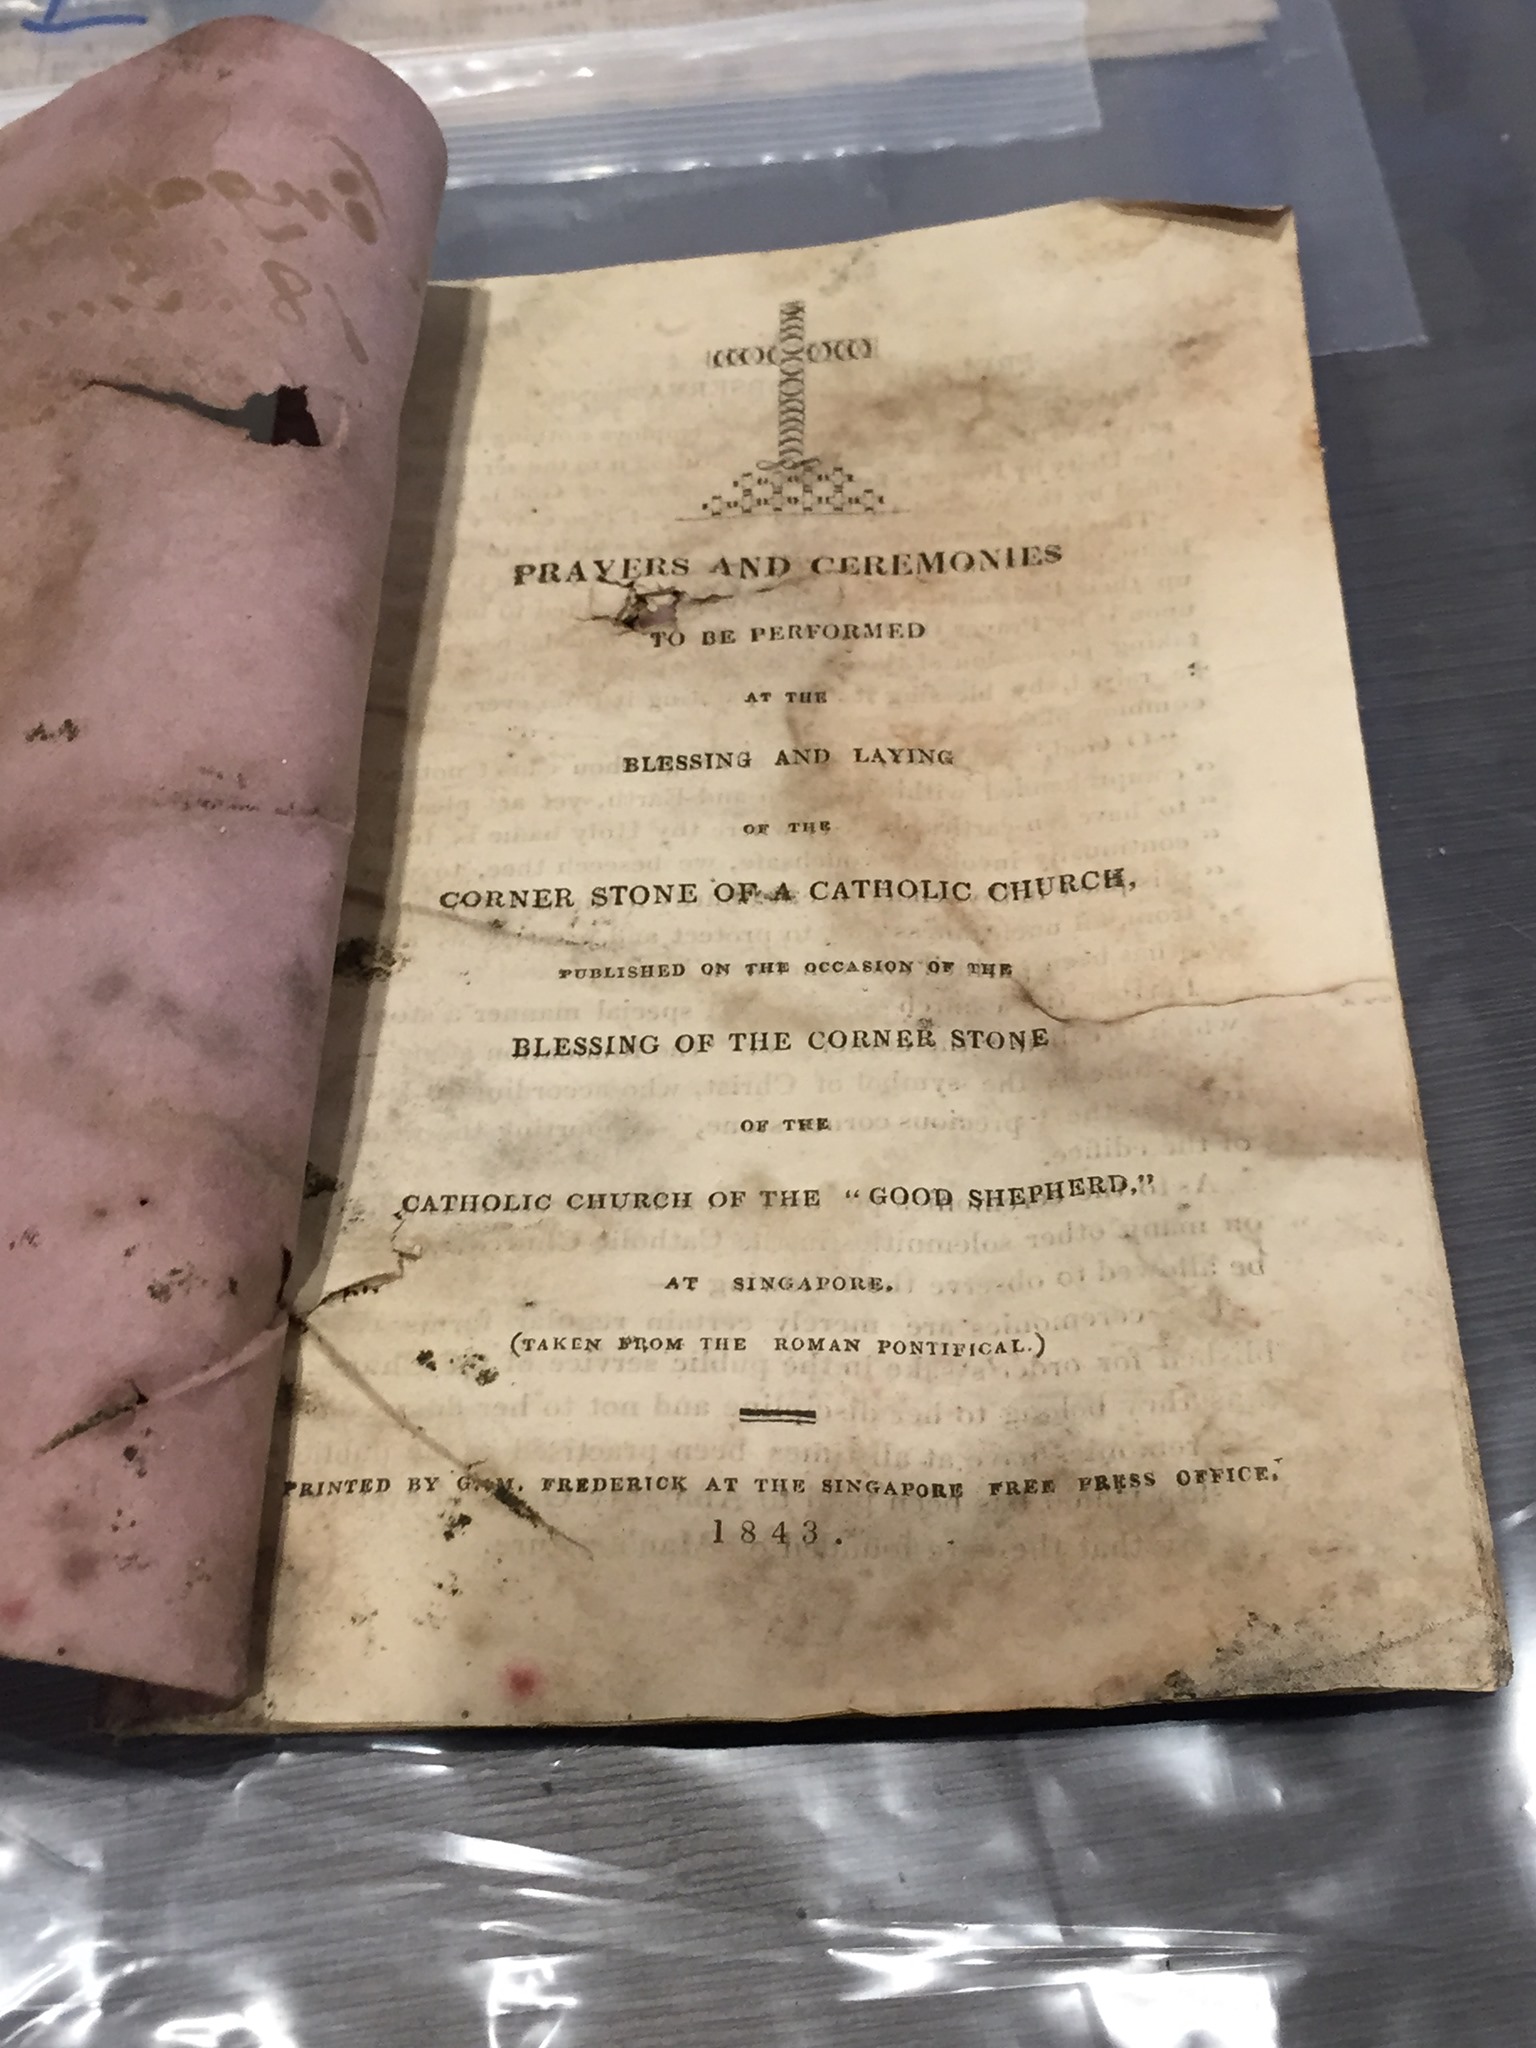 PRAYERS AND CEREMONIES
TO BE PERFORMED
AT THE
BLESSING AND LAYING
OF THE
CORNER STONE OF A CATHOLIC CHURCH,
PUBLISHED ON THE OCCASION OF THE
BLESSING OF THE CORNER STONE
OF THE
CATHOLIC CHURCH OF THE "GOOD SHEPHERD,"
AT SINGAPORE.
(TAKEN FROM THE ROMAN PONTIFICAL.)
PRINTED BY G. M. FREDERICK AT THE SINGAPORE FREE PRESS OFFICE.
1843.